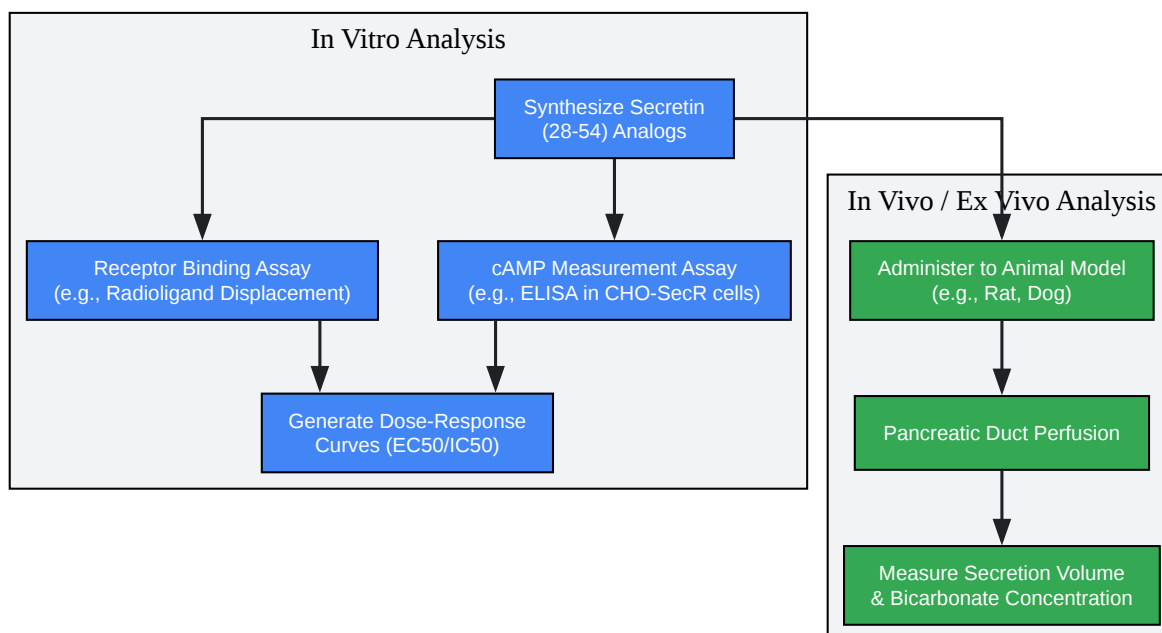 In Vitro Analysis
Synthesize Secretin
(28-54) Analogs
In Vivo / Ex Vivo Analysis
Receptor Binding Assay
(e.g., Radioligand Displacement)
cAMP Measurement Assay
(e.g., ELISA in CHO-SecR cells)
Administer to Animal Model
(e.g., Rat, Dog)
Generate Dose-Response
Curves (EC50/IC50)
Pancreatic Duct Perfusion
Measure Secretion Volume
& Bicarbonate Concentration